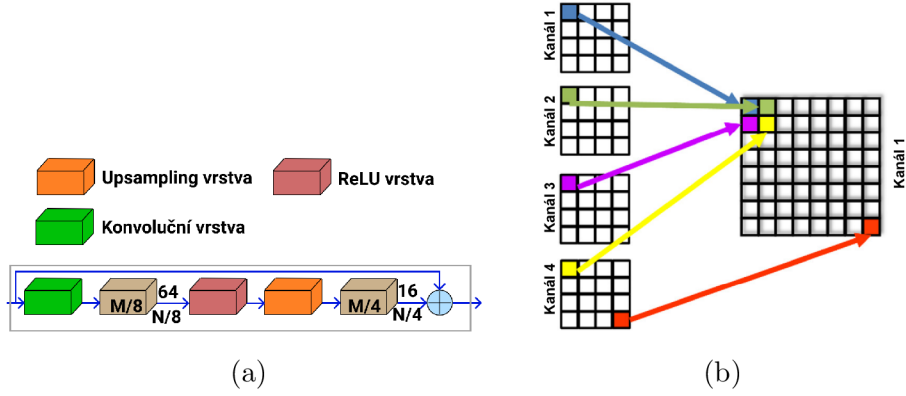 Upsampling vrstva
ReLU vrstva
Konvoluční vrstva
M/8
64
N/8
M/4
16
N/4
(a)
Kanál 1
Kanál 2
Kanál 3
Kanál 4
Kanál 1
(b)